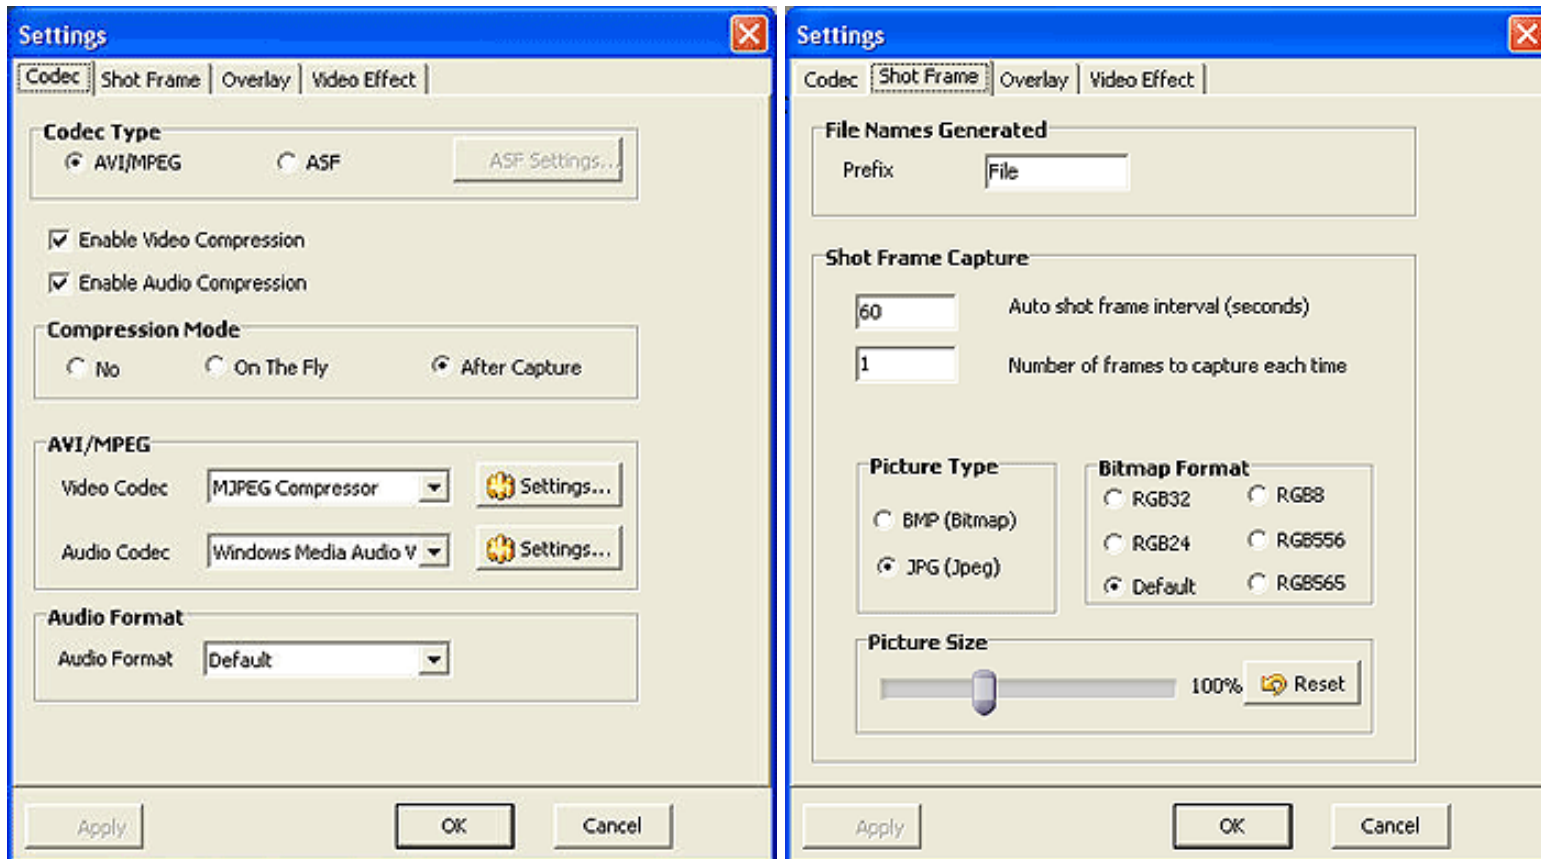 Settings
Codec Shot Frame Overlay Video Effect
Codec Type
AVI/MPEG ASF ASF Settings...
Enable Video Compression
Enable Audio Compression
Compression Mode
No On The Fly After Capture
AVI/MPEG
Video Codec MJPEG Compressor Settings...
Audio Codec Windows Media Audio V Settings...
Audio Format
Audio Format Default
Apply OK Cancel
Settings
Codec Shot Frame Overlay Video Effect
File Names Generated
Prefix File
Shot Frame Capture
60 Auto shot frame interval (seconds)
1 Number of frames to capture each time
Picture Type
BMP (Bitmap)
JPG (Jpeg)
Bitmap Format
RGB32 RGB8
RGB24 RGB556
Default RGB565
Picture Size
100% Reset
Apply OK Cancel